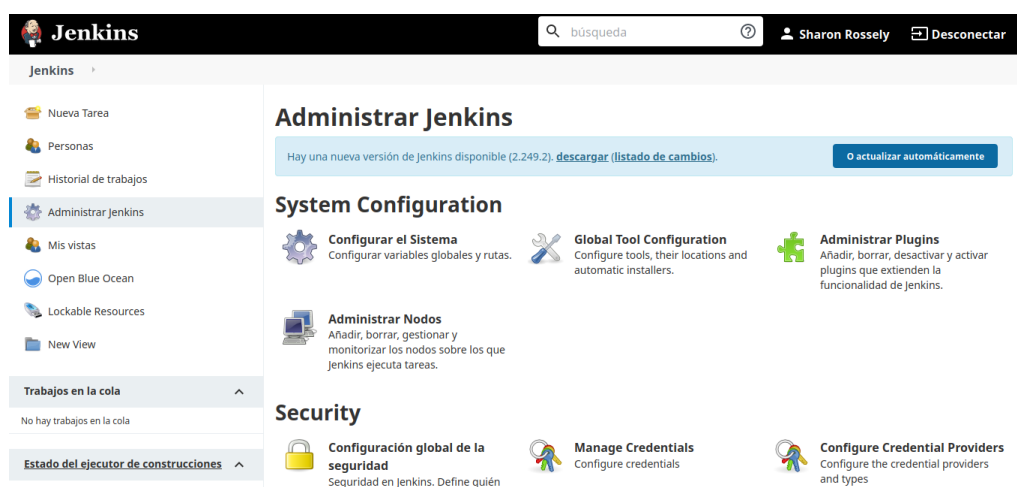 Jenkins
búsqueda
Sharon Rossely
Desconectar
Jenkins
Nueva Tarea
Personas
Historial de trabajos
Administrar Jenkins
Mis vistas
Open Blue Ocean
Lockable Resources
New View
Trabajos en la cola
No hay trabajos en la cola
Estado del ejecutor de construcciones
Administrar Jenkins
Hay una nueva versión de Jenkins disponible (2.249.2). descargar (listado de cambios).
O actualizar automáticamente
System Configuration
Configurar el Sistema
Configurar variables globales y rutas.
Global Tool Configuration
Configure tools, their locations and
automatic installers.
Administrar Plugins
Añadir, borrar, desactivar y activar
plugins que extienden la
funcionalidad de Jenkins.
Administrar Nodos
Añadir, borrar, gestionar y
monitorizar los nodos sobre los que
Jenkins ejecuta tareas.
Security
Configuración global de la
seguridad
Seguridad en Jenkins. Define quién
Manage Credentials
Configure credentials
Configure Credential Providers
Configure the credential providers
and types